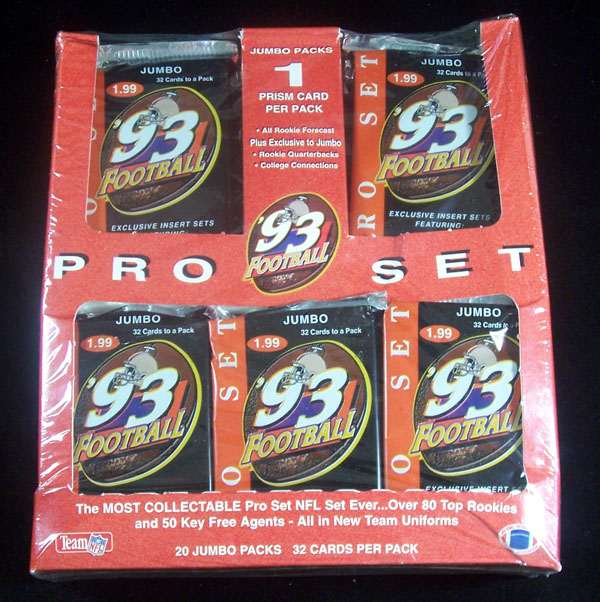 JUMBO PACKS
1
PRISM CARD
PER PACK
• All Rookie Forecast
Plus Exclusive to Jumbo
• Rookie Quarterbacks
• College Connections
JUMBO
32 Cards to a Pack
1.99
'93
FOOTBALL
EXCLUSIVE INSERT SETS
FEATURING:
RO SET
JUMBO
32 Cards to a P
1.99
'93
FOOTBALL
EXCLUSIVE INSERT SETS
FEATURING:
PRO SET
'93
FOOTBALL
JUMBO
32 Cards to a Pack
1.99
'93
FOOTBALL
O SET
JUMBO
32 Cards to a Pack
1.99
'93
FOOTBALL
O SET
JUMBO
32 Cards
1.99
'93
FOOTBALL
EXCLUSIVE INSERT SE
The MOST COLLECTABLE Pro Set NFL Set Ever...Over 80 Top Rookies
and 50 Key Free Agents - All in New Team Uniforms
Team NFL
20 JUMBO PACKS 32 CARDS PER PACK